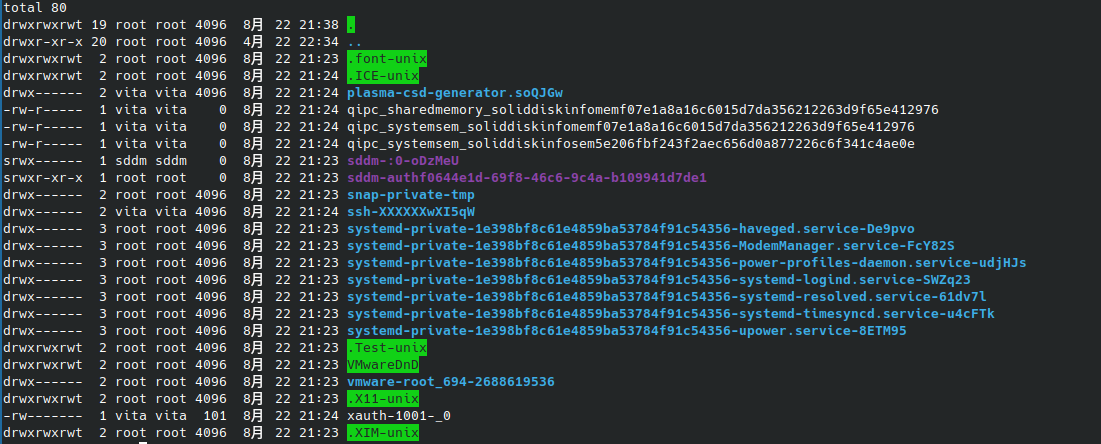 total 80
drwxrwxrwt 19 root root 4096  8月  22 21:38 .
drwxr-xr-x 20 root root 4096  4月  22 22:34 ..
drwxrwxrwt  2 root root 4096  8月  22 21:23 .font-unix
drwxrwxrwt  2 root root 4096  8月  22 21:24 .ICE-unix
drwx------  2 vita vita 4096  8月  22 21:24 plasma-csd-generator.soQJGw
-rw-r-----  1 vita vita    0  8月  22 21:24 qipc_sharedmemory_soliddiskinfomemf07e1a8a16c6015d7da356212263d9f65e412976
-rw-r-----  1 vita vita    0  8月  22 21:24 qipc_systemsem_soliddiskinfomemf07e1a8a16c6015d7da356212263d9f65e412976
-rw-r-----  1 vita vita    0  8月  22 21:24 qipc_systemsem_soliddiskinfosem5e206fbf243f2aec656d0a877226c6f341c4ae0e
srwx------  1 sddm sddm    0  8月  22 21:23 sddm-:0-oDzMeU
srwxr-xr-x  1 root root    0  8月  22 21:23 sddm-authf0644e1d-69f8-46c6-9c4a-b109941d7de1
drwx------  2 root root 4096  8月  22 21:23 snap-private-tmp
drwx------  2 vita vita 4096  8月  22 21:24 ssh-XXXXXXwXI5qW
drwx------  3 root root 4096  8月  22 21:23 systemd-private-1e398bf8c61e4859ba53784f91c54356-haveged.service-De9pvo
drwx------  3 root root 4096  8月  22 21:23 systemd-private-1e398bf8c61e4859ba53784f91c54356-ModemManager.service-FcY82S
drwx------  3 root root 4096  8月  22 21:23 systemd-private-1e398bf8c61e4859ba53784f91c54356-power-profiles-daemon.service-udjHJs
drwx------  3 root root 4096  8月  22 21:23 systemd-private-1e398bf8c61e4859ba53784f91c54356-systemd-logind.service-SWZq23
drwx------  3 root root 4096  8月  22 21:23 systemd-private-1e398bf8c61e4859ba53784f91c54356-systemd-resolved.service-61dv7l
drwx------  3 root root 4096  8月  22 21:23 systemd-private-1e398bf8c61e4859ba53784f91c54356-systemd-timesyncd.service-u4cFTk
drwx------  3 root root 4096  8月  22 21:23 systemd-private-1e398bf8c61e4859ba53784f91c54356-upower.service-8ETM95
drwxrwxrwt  2 root root 4096  8月  22 21:23 .Test-unix
drwxrwxrwt  2 root root 4096  8月  22 21:23 VMwareDnD
drwx------  2 root root 4096  8月  22 21:23 vmware-root_694-2688619536
drwxrwxrwt  2 root root 4096  8月  22 21:23 .X11-unix
-rw-------  1 vita vita  101  8月  22 21:24 xauth-1001-_0
drwxrwxrwt  2 root root 4096  8月  22 21:23 .XIM-unix